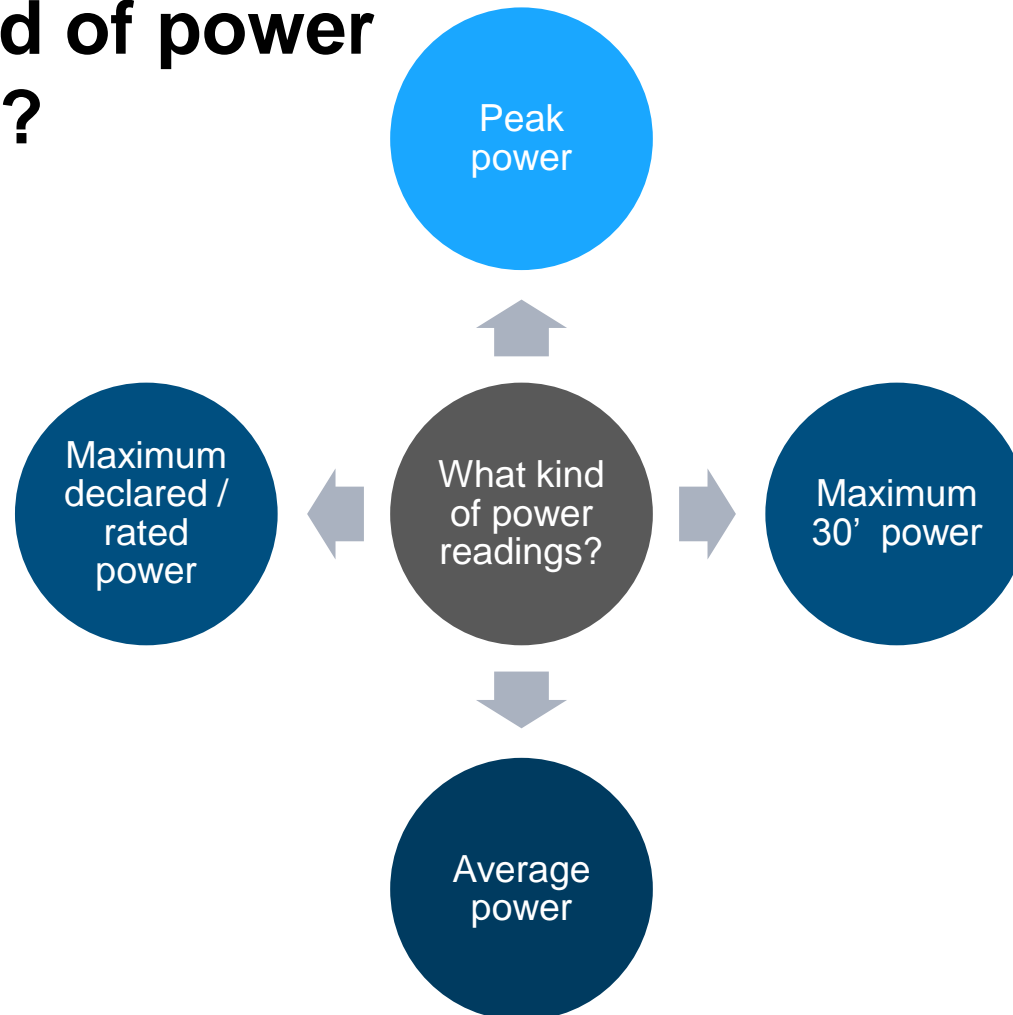 d of power
?
Peak
power
Maximum
declared /
rated
power
What kind
of power
readings?
Maximum
30’ power
Average
power